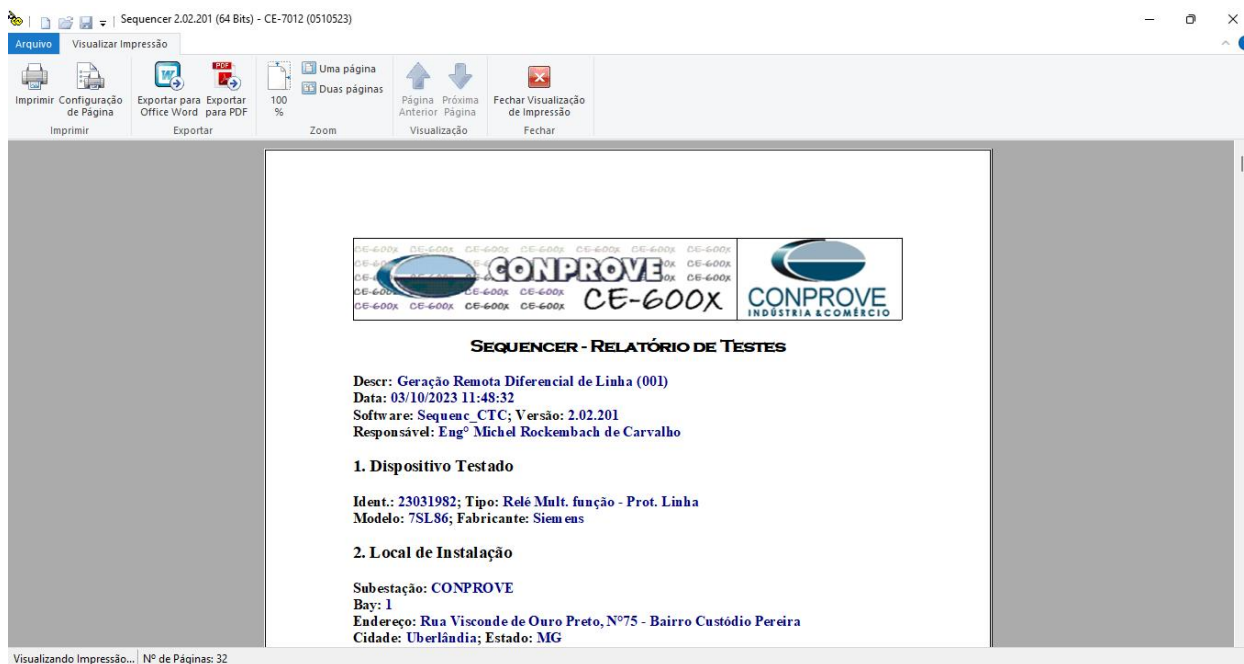 Sequencer 2.02.201 (64 Bits) - CE-7012 (0510523)
Arquivo Visualizar Impressão
Imprimir
Configuração de Página
Exportar para Office Word
Exportar para PDF
100 %
Uma página
Duas páginas
Página Anterior
Próxima Página
Fechar Visualização de Impressão
Imprimir Exportar Zoom Visualização Fechar
CONPROVE
CE-600X
CONPROVE
INDÚSTRIA & COMÉRCIO
SEQUENCER - RELATÓRIO DE TESTES
Descr: Geração Remota Diferencial de Linha (001)
Data: 03/10/2023 11:48:32
Software: Sequenc_CTC; Versão: 2.02.201
Responsável: Engº Michel Rockembach de Carvalho
1. Dispositivo Testado
Ident.: 23031982; Tipo: Relé Mult. função - Prot. Linha
Modelo: 7SL86; Fabricante: Siemens
2. Local de Instalação
Subestação: CONPROVE
Bay: 1
Endereço: Rua Visconde de Ouro Preto, Nº75 - Bairro Custódio Pereira
Cidade: Uberlândia; Estado: MG
Visualizando Impressão... Nº de Páginas: 32